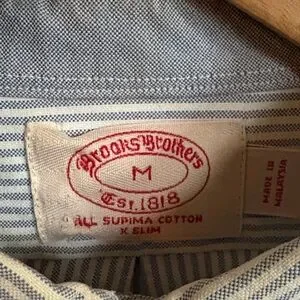 Brooks Brothers
M
Est. 1818
ALL SUPIMA COTTON
X SLIM
MADE IN
MALAYSIA